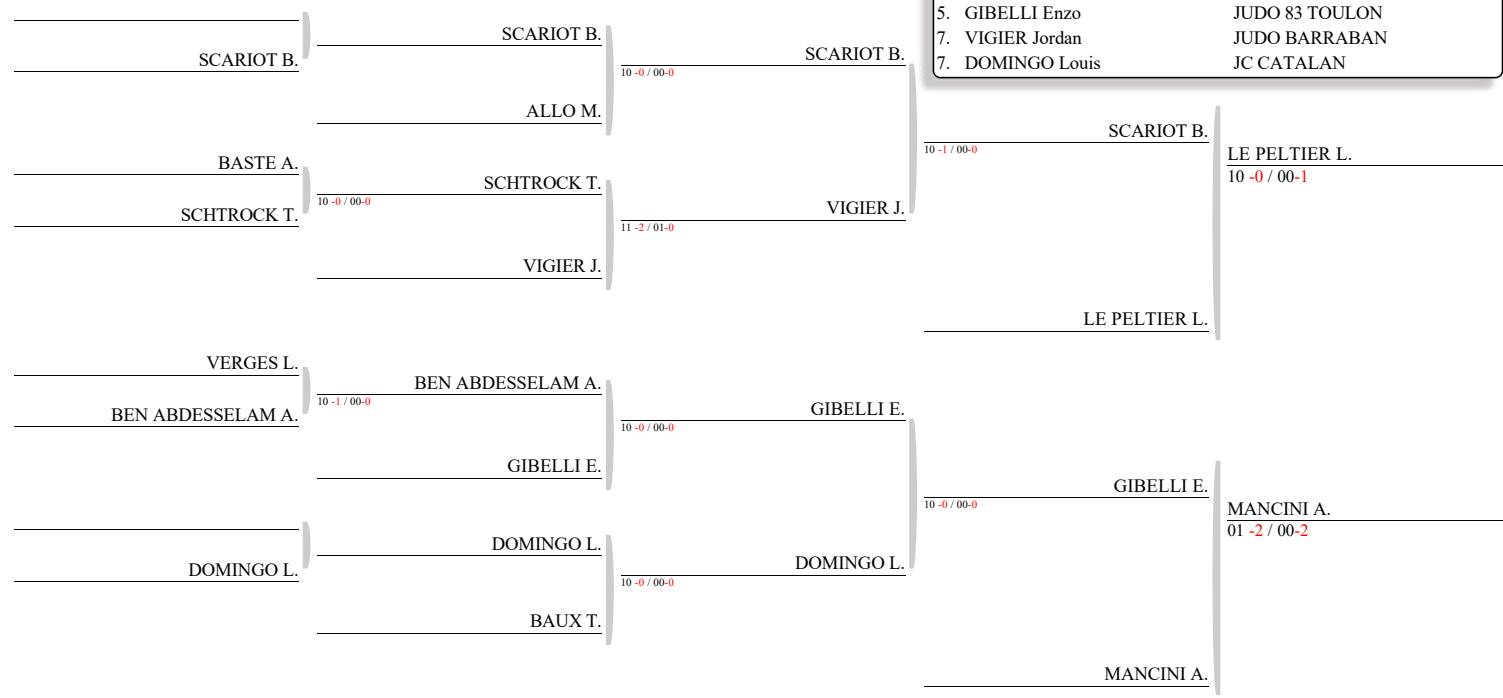 5. GIBELLI Enzo JUDO 83 TOULON
7. VIGIER Jordan JUDO BARRABAN
7. DOMINGO Louis JC CATALAN
SCARIOT B.
BASTE A.
SCHTROCK T.
VERGES L.
BEN ABDESSELAM A.
DOMINGO L.
SCARIOT B.
ALLO M.
SCHTROCK T.
10 -0 / 00-0
VIGIER J.
BEN ABDESSELAM A.
10 -1 / 00-0
GIBELLI E.
DOMINGO L.
BAUX T.
SCARIOT B.
10 -0 / 00-0
VIGIER J.
11 -2 / 01-0
GIBELLI E.
10 -0 / 00-0
DOMINGO L.
10 -0 / 00-0
SCARIOT B.
10 -1 / 00-0
LE PELTIER L.
GIBELLI E.
10 -0 / 00-0
MANCINI A.
LE PELTIER L.
10 -0 / 00-1
MANCINI A.
01 -2 / 00-2